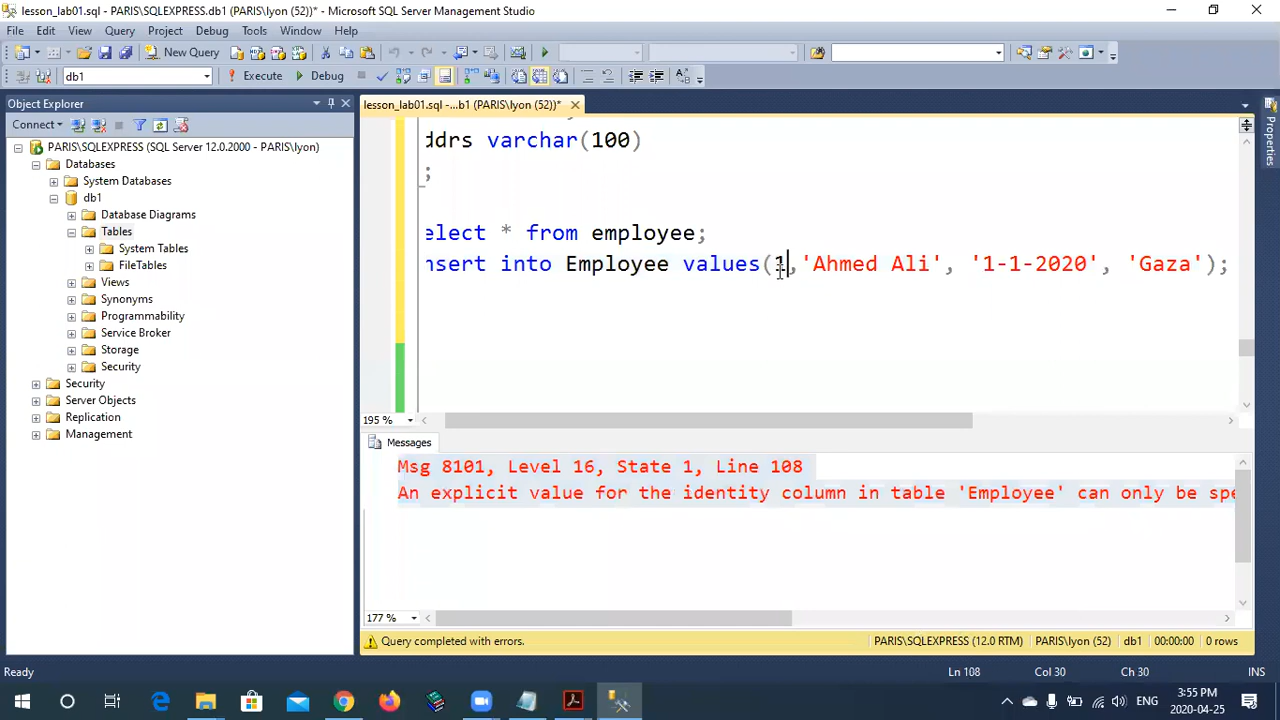 lesson_lab01.sql - PARIS\SQLEXPRESS.db1 (PARIS\lyon (52))* - Microsoft SQL Server Management Studio
File Edit View Query Project Debug Tools Window Help
New Query
db1 Execute Debug
Object Explorer
lesson_lab01.sql -...b1 (PARIS\lyon (52))*
Properties
Connect
PARIS\SQLEXPRESS (SQL Server 12.0.2000 - PARIS\lyon)
Databases
System Databases
db1
Database Diagrams
Tables
System Tables
FileTables
Views
Synonyms
Programmability
Service Broker
Storage
Security
Security
Server Objects
Replication
Management
ddrs varchar(100)
;
elect * from employee;
nsert into Employee values(1,'Ahmed Ali', '1-1-2020', 'Gaza');
195 %
Messages
Msg 8101, Level 16, State 1, Line 108
An explicit value for the identity column in table 'Employee' can only be spe
177 %
Query completed with errors. PARIS\SQLEXPRESS (12.0 RTM) PARIS\lyon (52) db1 00:00:00 0 rows
Ready Ln 108 Col 30 Ch 30 INS
ENG 3:55 PM
2020-04-25